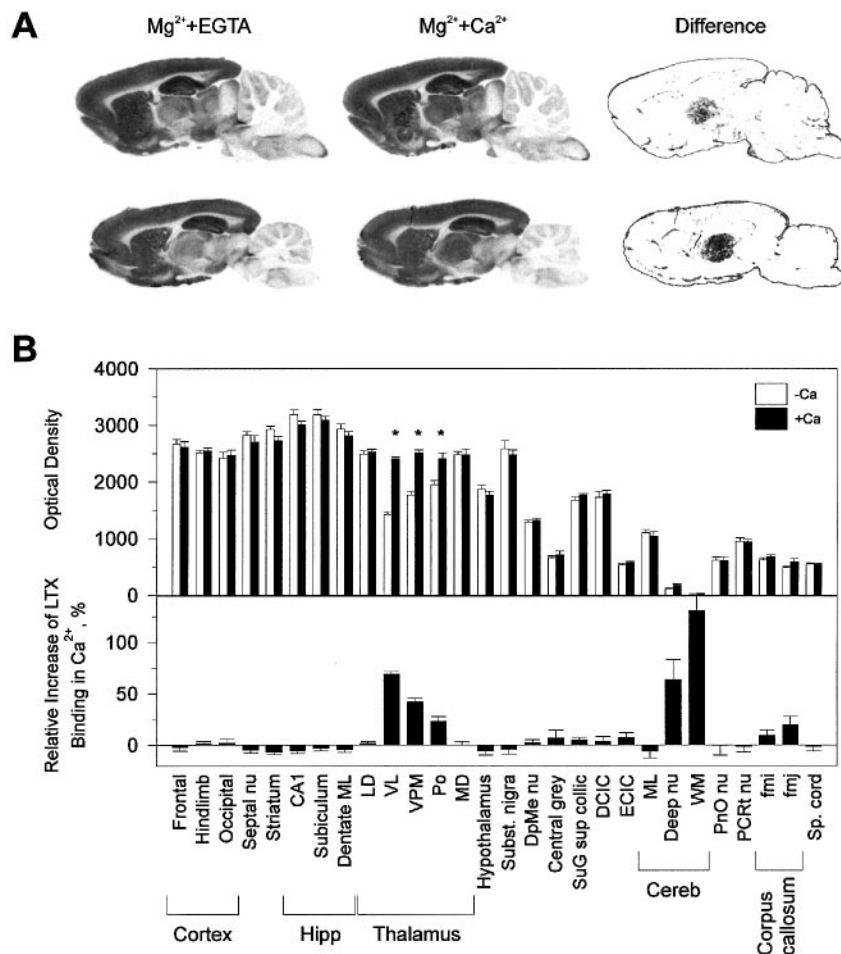 A
Mg²⁺+EGTA
Mg²⁺+Ca²⁺
Difference
B
4000
3000
2000
1000
0
Optical Density
-Ca
+Ca
* * *
100
50
0
Relative Increase of LTX
Binding in Ca²⁺, %
Frontal
Hindlimb
Occipital
Septal nu
Striatum
CA1
Subiculum
Dentate ML
LD
VL
VPM
Po
MD
Hypothalamus
Subst. nigra
DpMe nu
Central grey
SuG sup collic
DCIC
ECIC
ML
Deep nu
WM
PnO nu
PCRt nu
fmi
fmj
Sp. cord
Cortex
Hipp
Thalamus
Cereb
Corpus
callosum